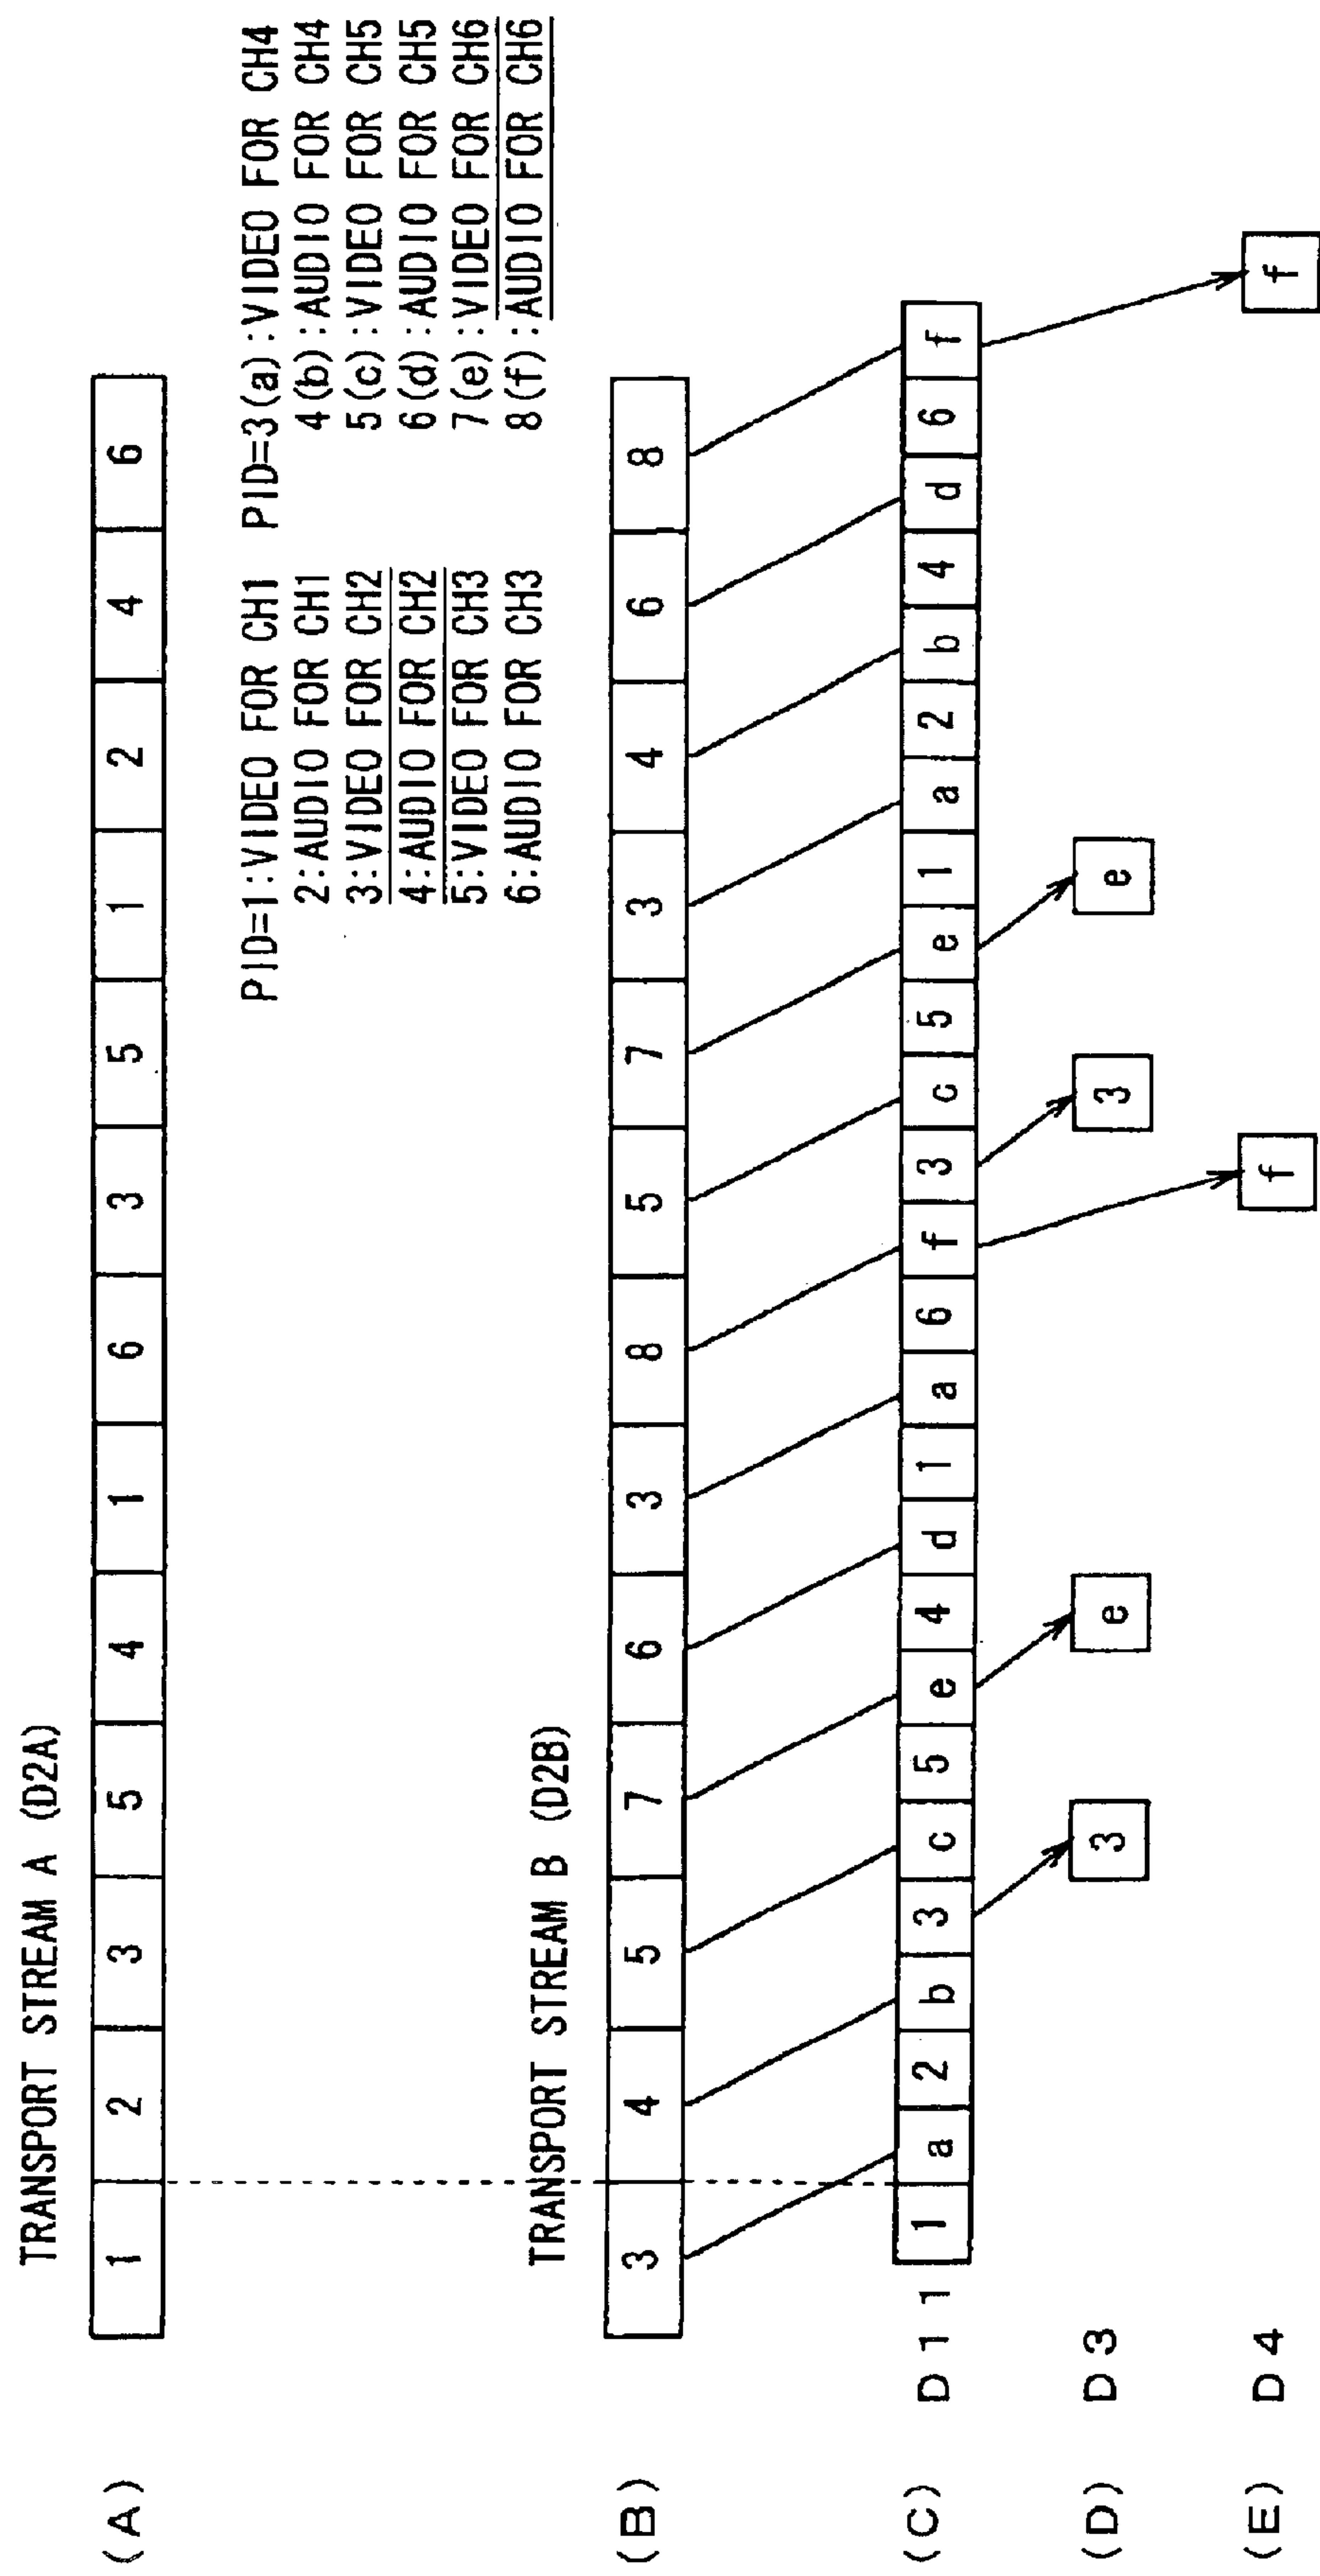 TRANSPORT STREAM A (D2A)
(A) 1 2 3 5 4 1 6 3 5 1 2 4 6
PID=1:VIDEO FOR CH1 PID=3(a):VIDEO FOR CH4
2:AUDIO FOR CH1 4(b):AUDIO FOR CH4
3:VIDEO FOR CH2 5(c):VIDEO FOR CH5
4:AUDIO FOR CH2 6(d):AUDIO FOR CH5
5:VIDEO FOR CH3 7(e):VIDEO FOR CH6
6:AUDIO FOR CH3 8(f):AUDIO FOR CH6
TRANSPORT STREAM B (D2B)
(B) 3 4 5 7 6 3 8 5 7 3 4 6 8
(C) D11 1 a 2 b 3 c 5 e 4 d 1 a 6 f 3 c 5 e 1 a 2 b 4 d 6 f
(D) D3 3 e 3 e
(E) D4 f f